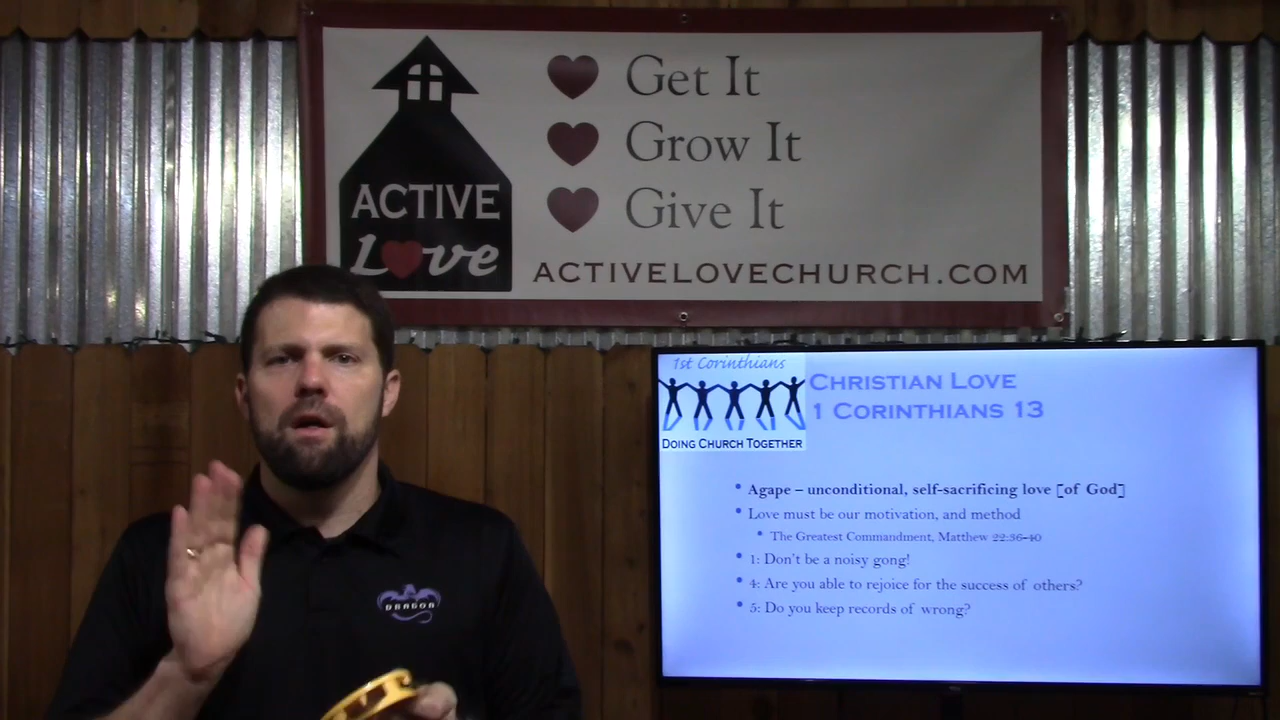 ACTIVE
Love
Get It
Grow It
Give It
ACTIVELOVECHURCH.COM
1st Corinthians
DOING CHURCH TOGETHER
CHRISTIAN LOVE
1 CORINTHIANS 13
• Agape – unconditional, self-sacrificing love [of God]
• Love must be our motivation, and method
• The Greatest Commandment, Matthew 22:36-40
• 1: Don't be a noisy gong!
• 4: Are you able to rejoice for the success of others?
• 5: Do you keep records of wrong?
DRAGON